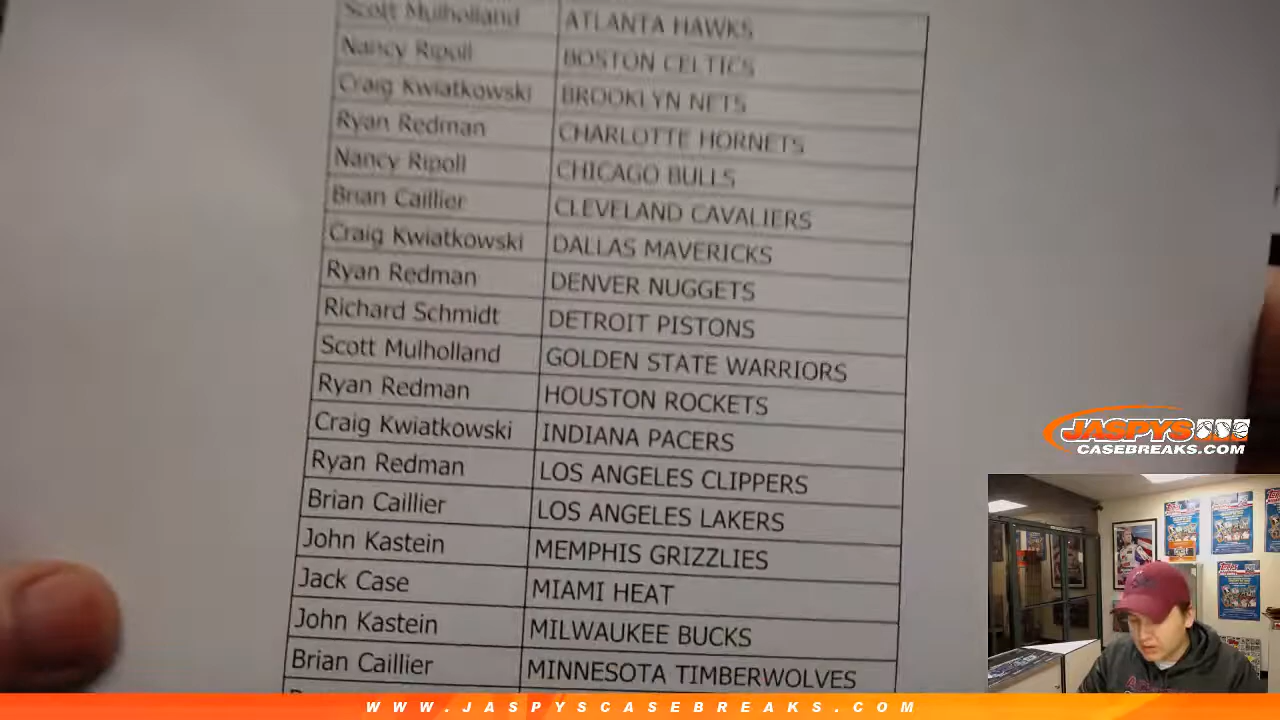 Scott Mulholland ATLANTA HAWKS
Nancy Ripoll BOSTON CELTICS
Craig Kwiatkowski BROOKLYN NETS
Ryan Redman CHARLOTTE HORNETS
Nancy Ripoll CHICAGO BULLS
Brian Caillier CLEVELAND CAVALIERS
Craig Kwiatkowski DALLAS MAVERICKS
Ryan Redman DENVER NUGGETS
Richard Schmidt DETROIT PISTONS
Scott Mulholland GOLDEN STATE WARRIORS
Ryan Redman HOUSTON ROCKETS
Craig Kwiatkowski INDIANA PACERS
Ryan Redman LOS ANGELES CLIPPERS
Brian Caillier LOS ANGELES LAKERS
John Kastein MEMPHIS GRIZZLIES
Jack Case MIAMI HEAT
John Kastein MILWAUKEE BUCKS
Brian Caillier MINNESOTA TIMBERWOLVES
JASPYS
CASEBREAKS.COM
Topps
WWW.JASPYSCASEBREAKS.COM